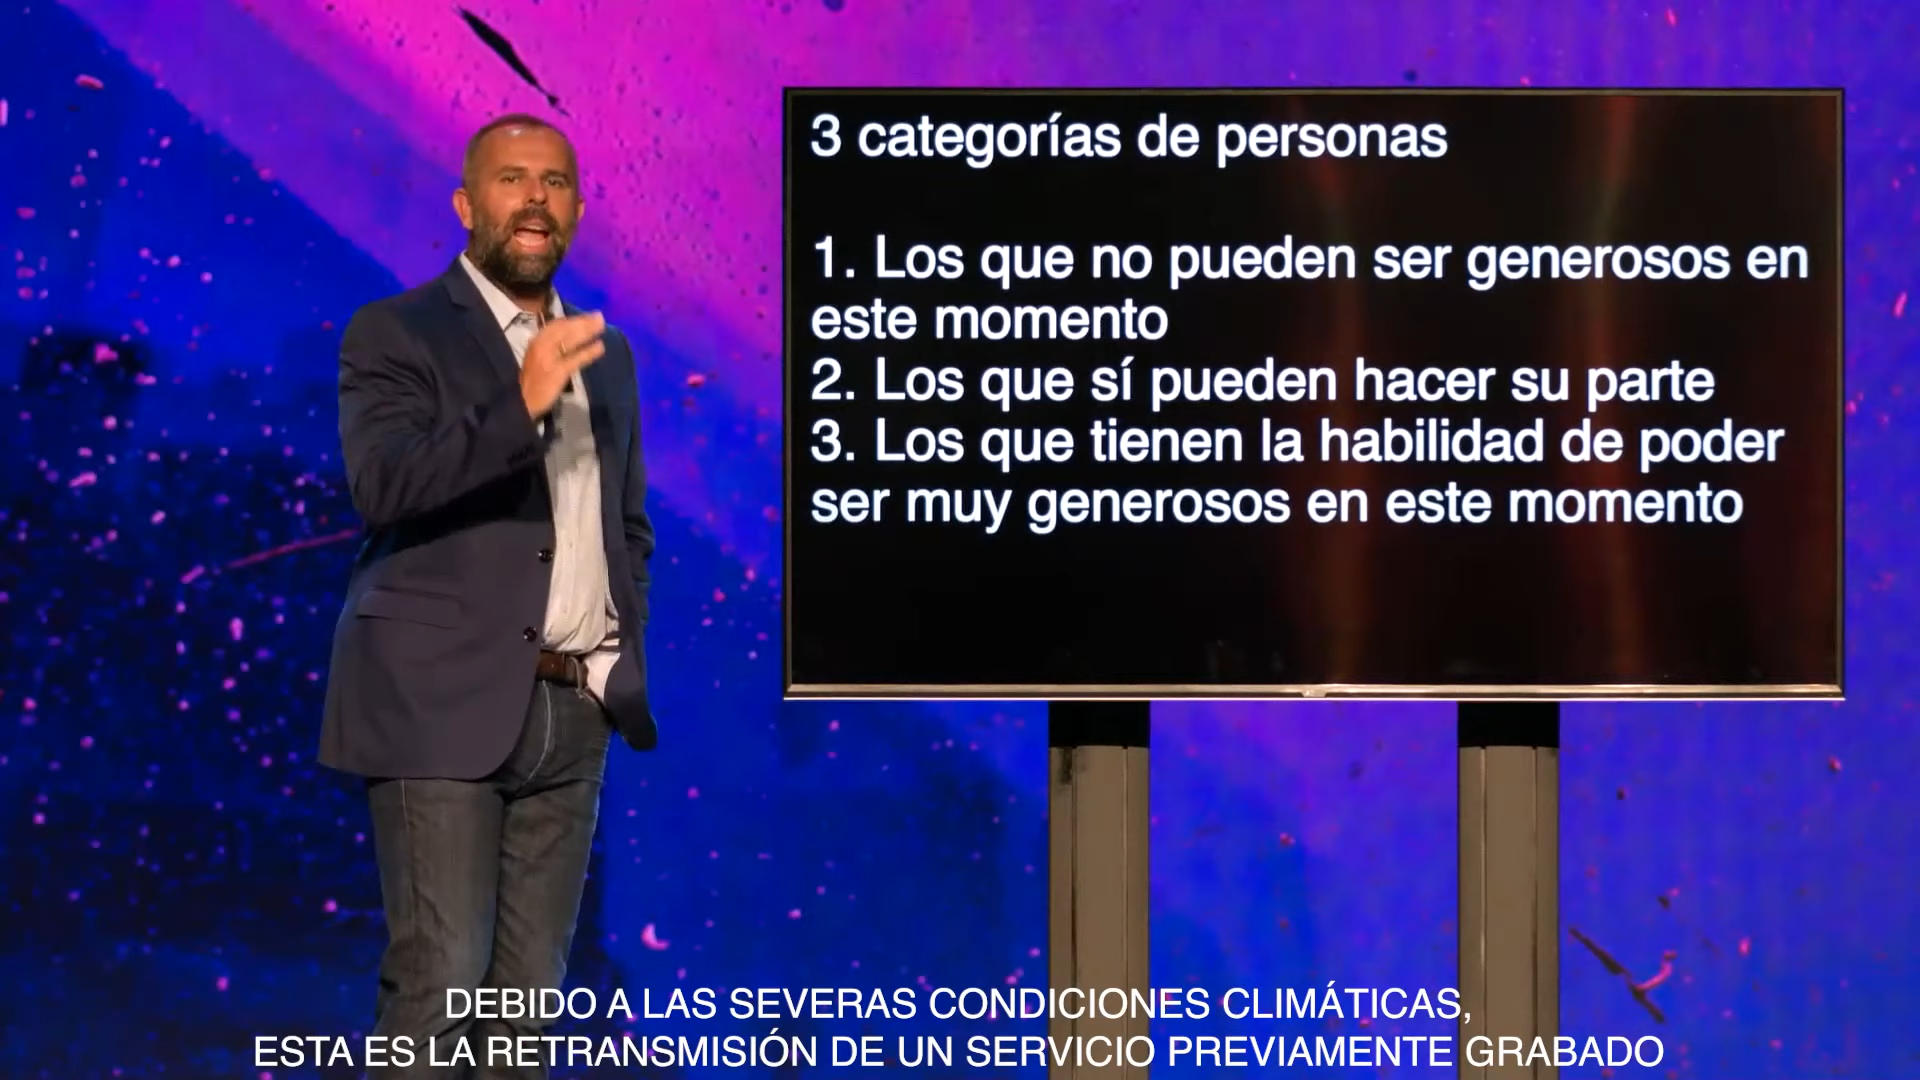 3 categorías de personas
1. Los que no pueden ser generosos en
este momento
2. Los que sí pueden hacer su parte
3. Los que tienen la habilidad de poder
ser muy generosos en este momento
DEBIDO A LAS SEVERAS CONDICIONES CLIMÁTICAS,
ESTA ES LA RETRANSMISIÓN DE UN SERVICIO PREVIAMENTE GRABADO